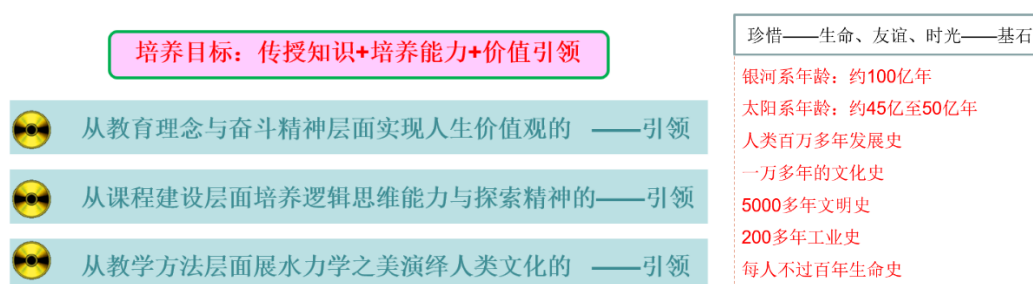 培养目标：传授知识+培养能力+价值引领
从教育理念与奋斗精神层面实现人生价值观的 ——引领
从课程建设层面培养逻辑思维能力与探索精神的——引领
从教学方法层面展水力学之美演绎人类文化的 ——引领
珍惜——生命、友谊、时光——基石
银河系年龄：约100亿年
太阳系年龄：约45亿至50亿年
人类百万多年发展史
一万多年的文化史
5000多年文明史
200多年工业史
每人不过百年生命史